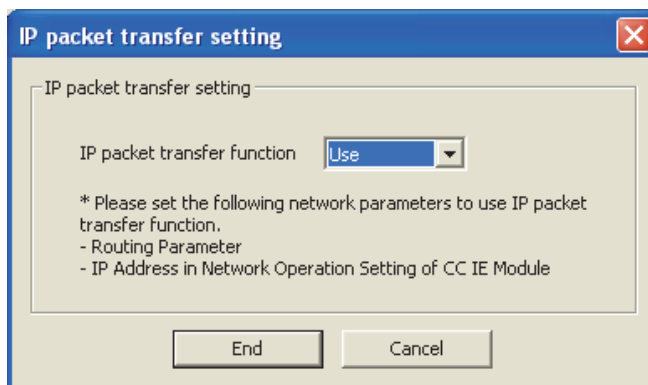 IP packet transfer setting
IP packet transfer setting
IP packet transfer function
Use
* Please set the following network parameters to use IP packet
transfer function.
- Routing Parameter
- IP Address in Network Operation Setting of CC IE Module
End
Cancel